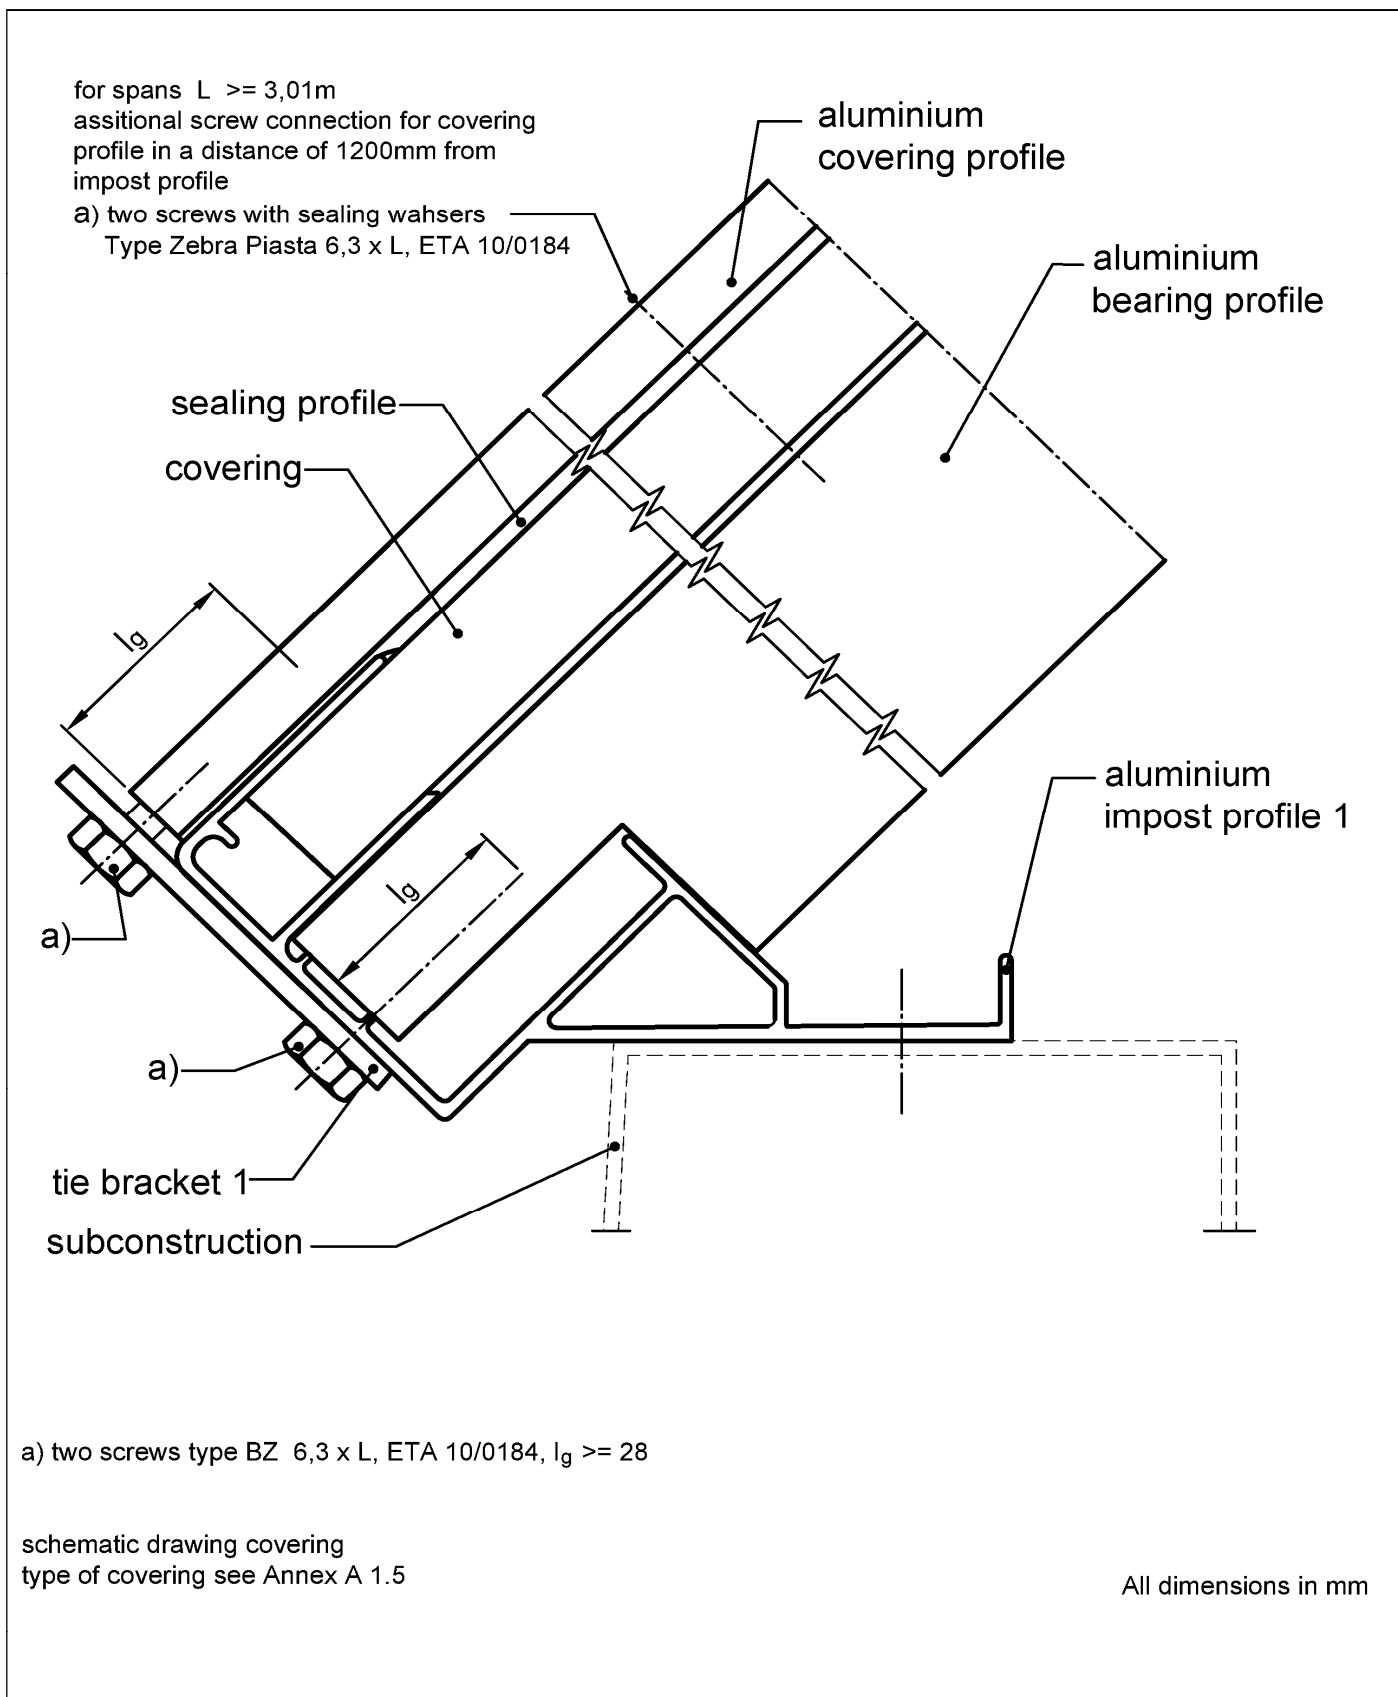 for spans L >= 3,01m
assitional screw connection for covering
profile in a distance of 1200mm from
impost profile
a) two screws with sealing wahsers
Type Zebra Piasta 6,3 x L, ETA 10/0184
aluminium
covering profile
aluminium
bearing profile
sealing profile
covering
lg
aluminium
impost profile 1
lg
a)
a)
tie bracket 1
subconstruction
a) two screws type BZ 6,3 x L, ETA 10/0184, lg >= 28
schematic drawing covering
type of covering see Annex A 1.5
All dimensions in mm